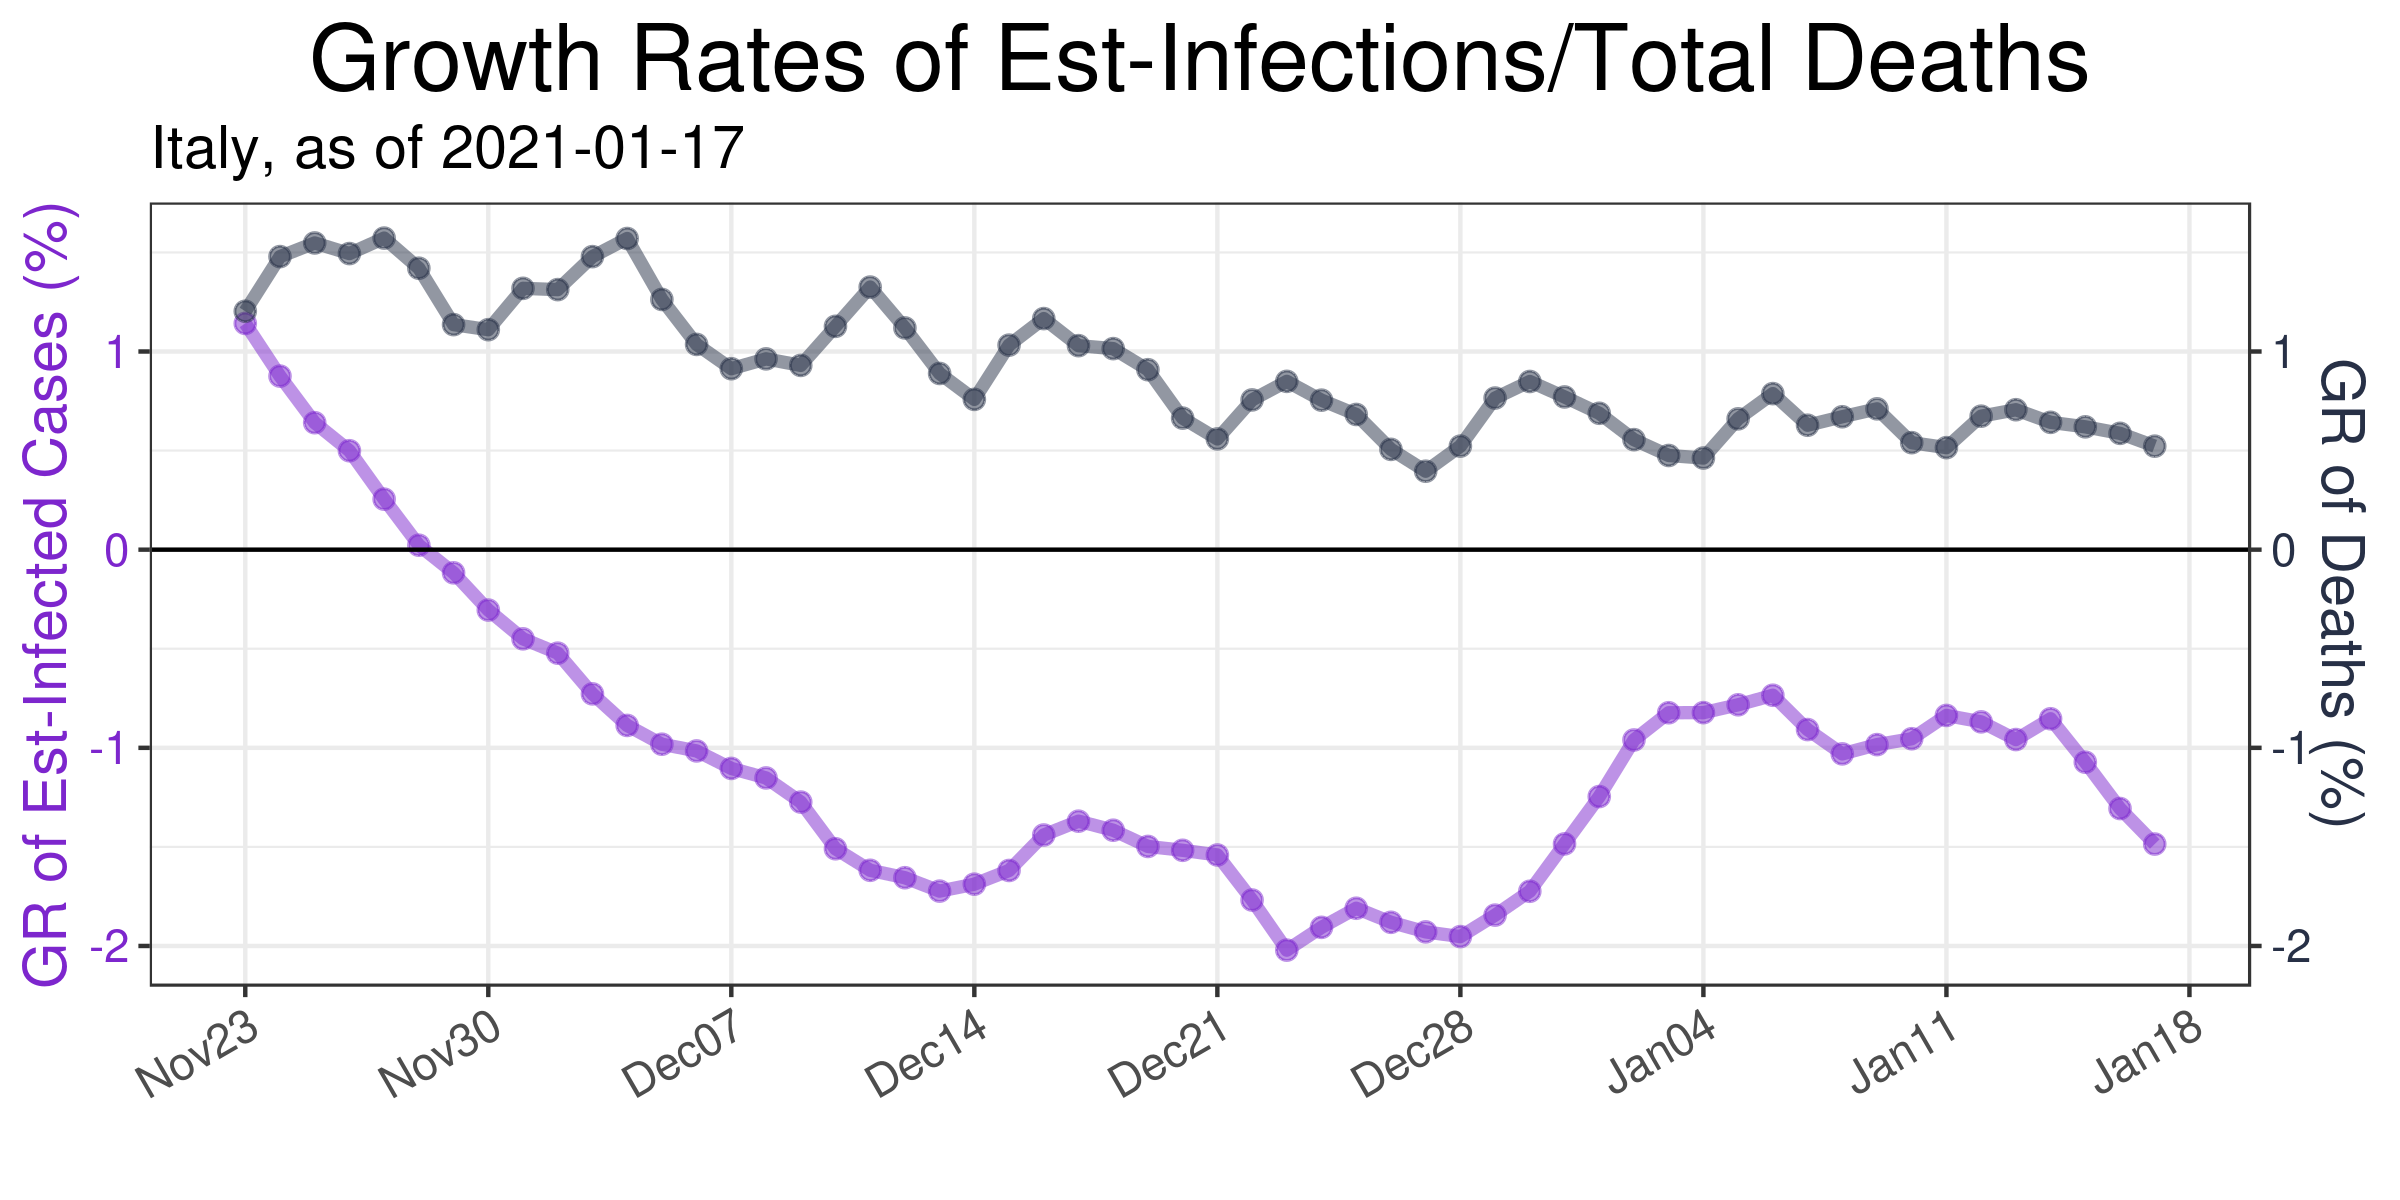 Growth Rates of Est-Infections/Total Deaths
Italy, as of 2021-01-17
GR of Est-Infected Cases (%)
1
0
-1
-2
1
0
-1
-2
GR of Deaths (%)
Nov23
Nov30
Dec07
Dec14
Dec21
Dec28
Jan04
Jan11
Jan18